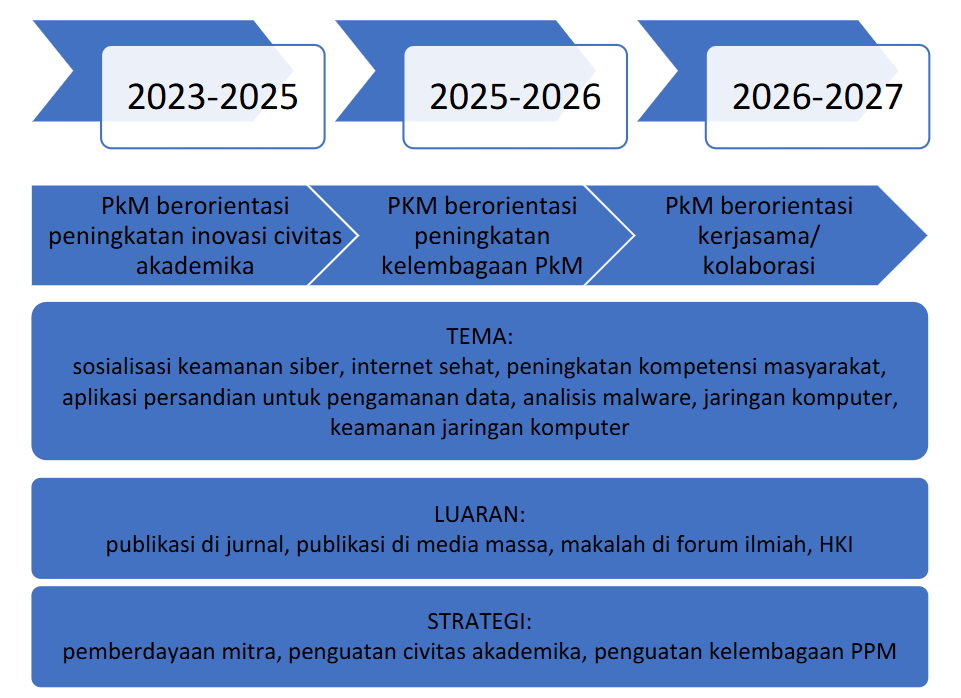 2023-2025
2025-2026
2026-2027
PkM berorientasi
peningkatan inovasi civitas
akademika
PKM berorientasi
peningkatan
kelembagaan PkM
PkM berorientasi
kerjasama/
kolaborasi
TEMA:
sosialisasi keamanan siber, internet sehat, peningkatan kompetensi masyarakat,
aplikasi persandian untuk pengamanan data, analisis malware, jaringan komputer,
keamanan jaringan komputer
LUARAN:
publikasi di jurnal, publikasi di media massa, makalah di forum ilmiah, HKI
STRATEGI:
pemberdayaan mitra, penguatan civitas akademika, penguatan kelembagaan PPM